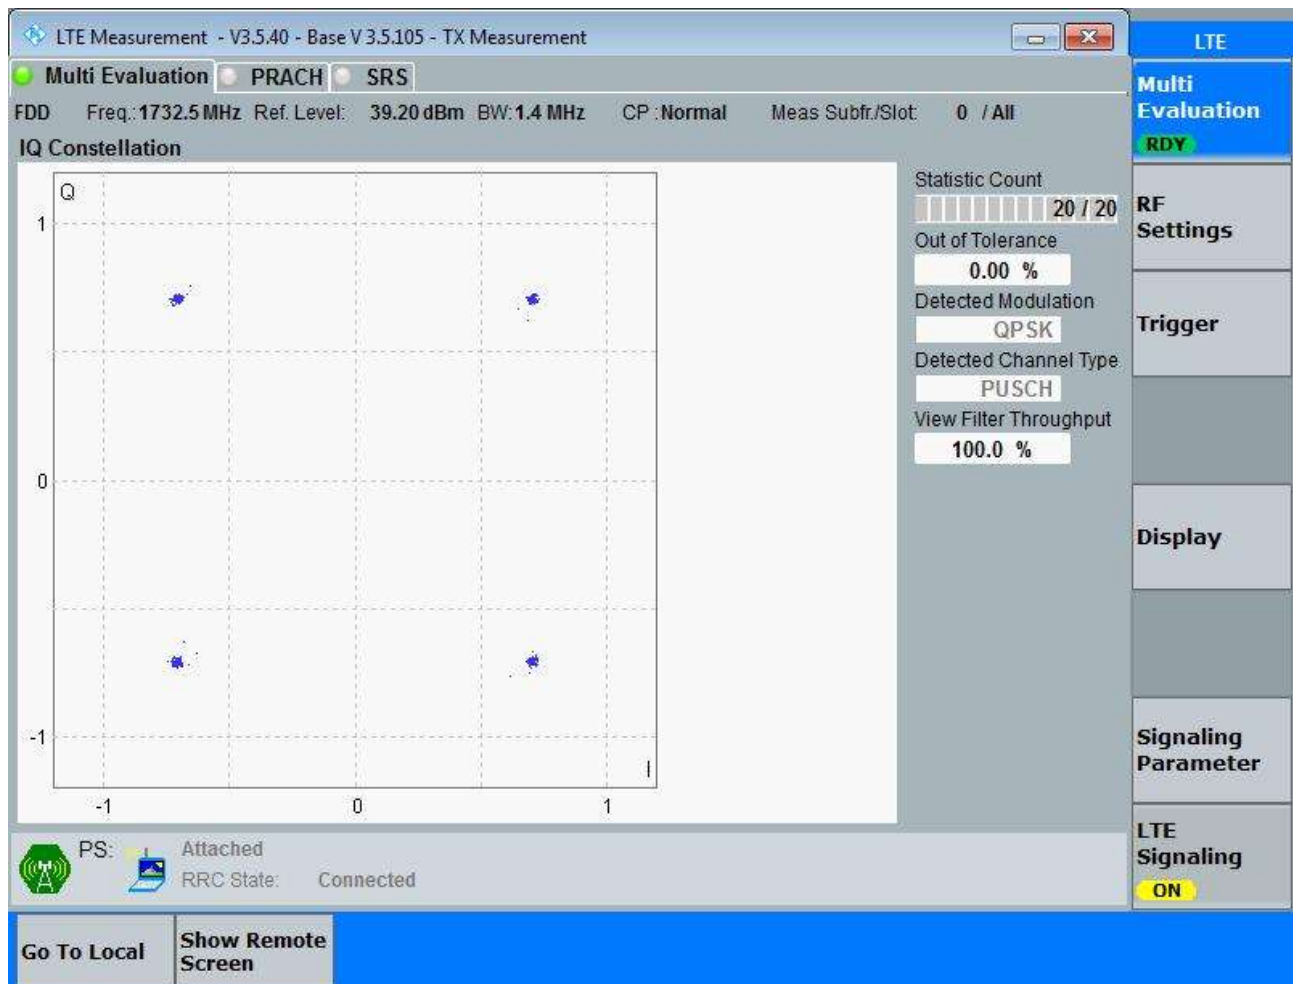 LTE Measurement - V3.5.40 - Base V 3.5.105 - TX Measurement
LTE
Multi Evaluation PRACH SRS
Multi
Evaluation
RDY
FDD Freq.: 1732.5 MHz Ref. Level: 39.20 dBm BW: 1.4 MHz CP : Normal Meas Subfr./Slot: 0 / All
IQ Constellation
Q
1
0
-1
I
-1 0 1
Statistic Count
20 / 20
Out of Tolerance
0.00 %
Detected Modulation
QPSK
Detected Channel Type
PUSCH
View Filter Throughput
100.0 %
RF
Settings
Trigger
Display
Signaling
Parameter
LTE
Signaling
ON
PS: Attached
RRC State: Connected
Go To Local
Show Remote
Screen